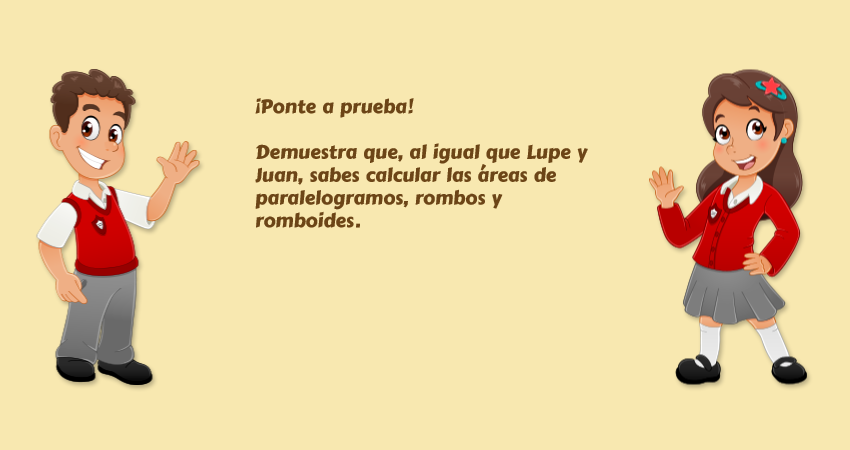 ¡Ponte a prueba!
Demuestra que, al igual que Lupe y
Juan, sabes calcular las áreas de
paralelogramos, rombos y
romboides.